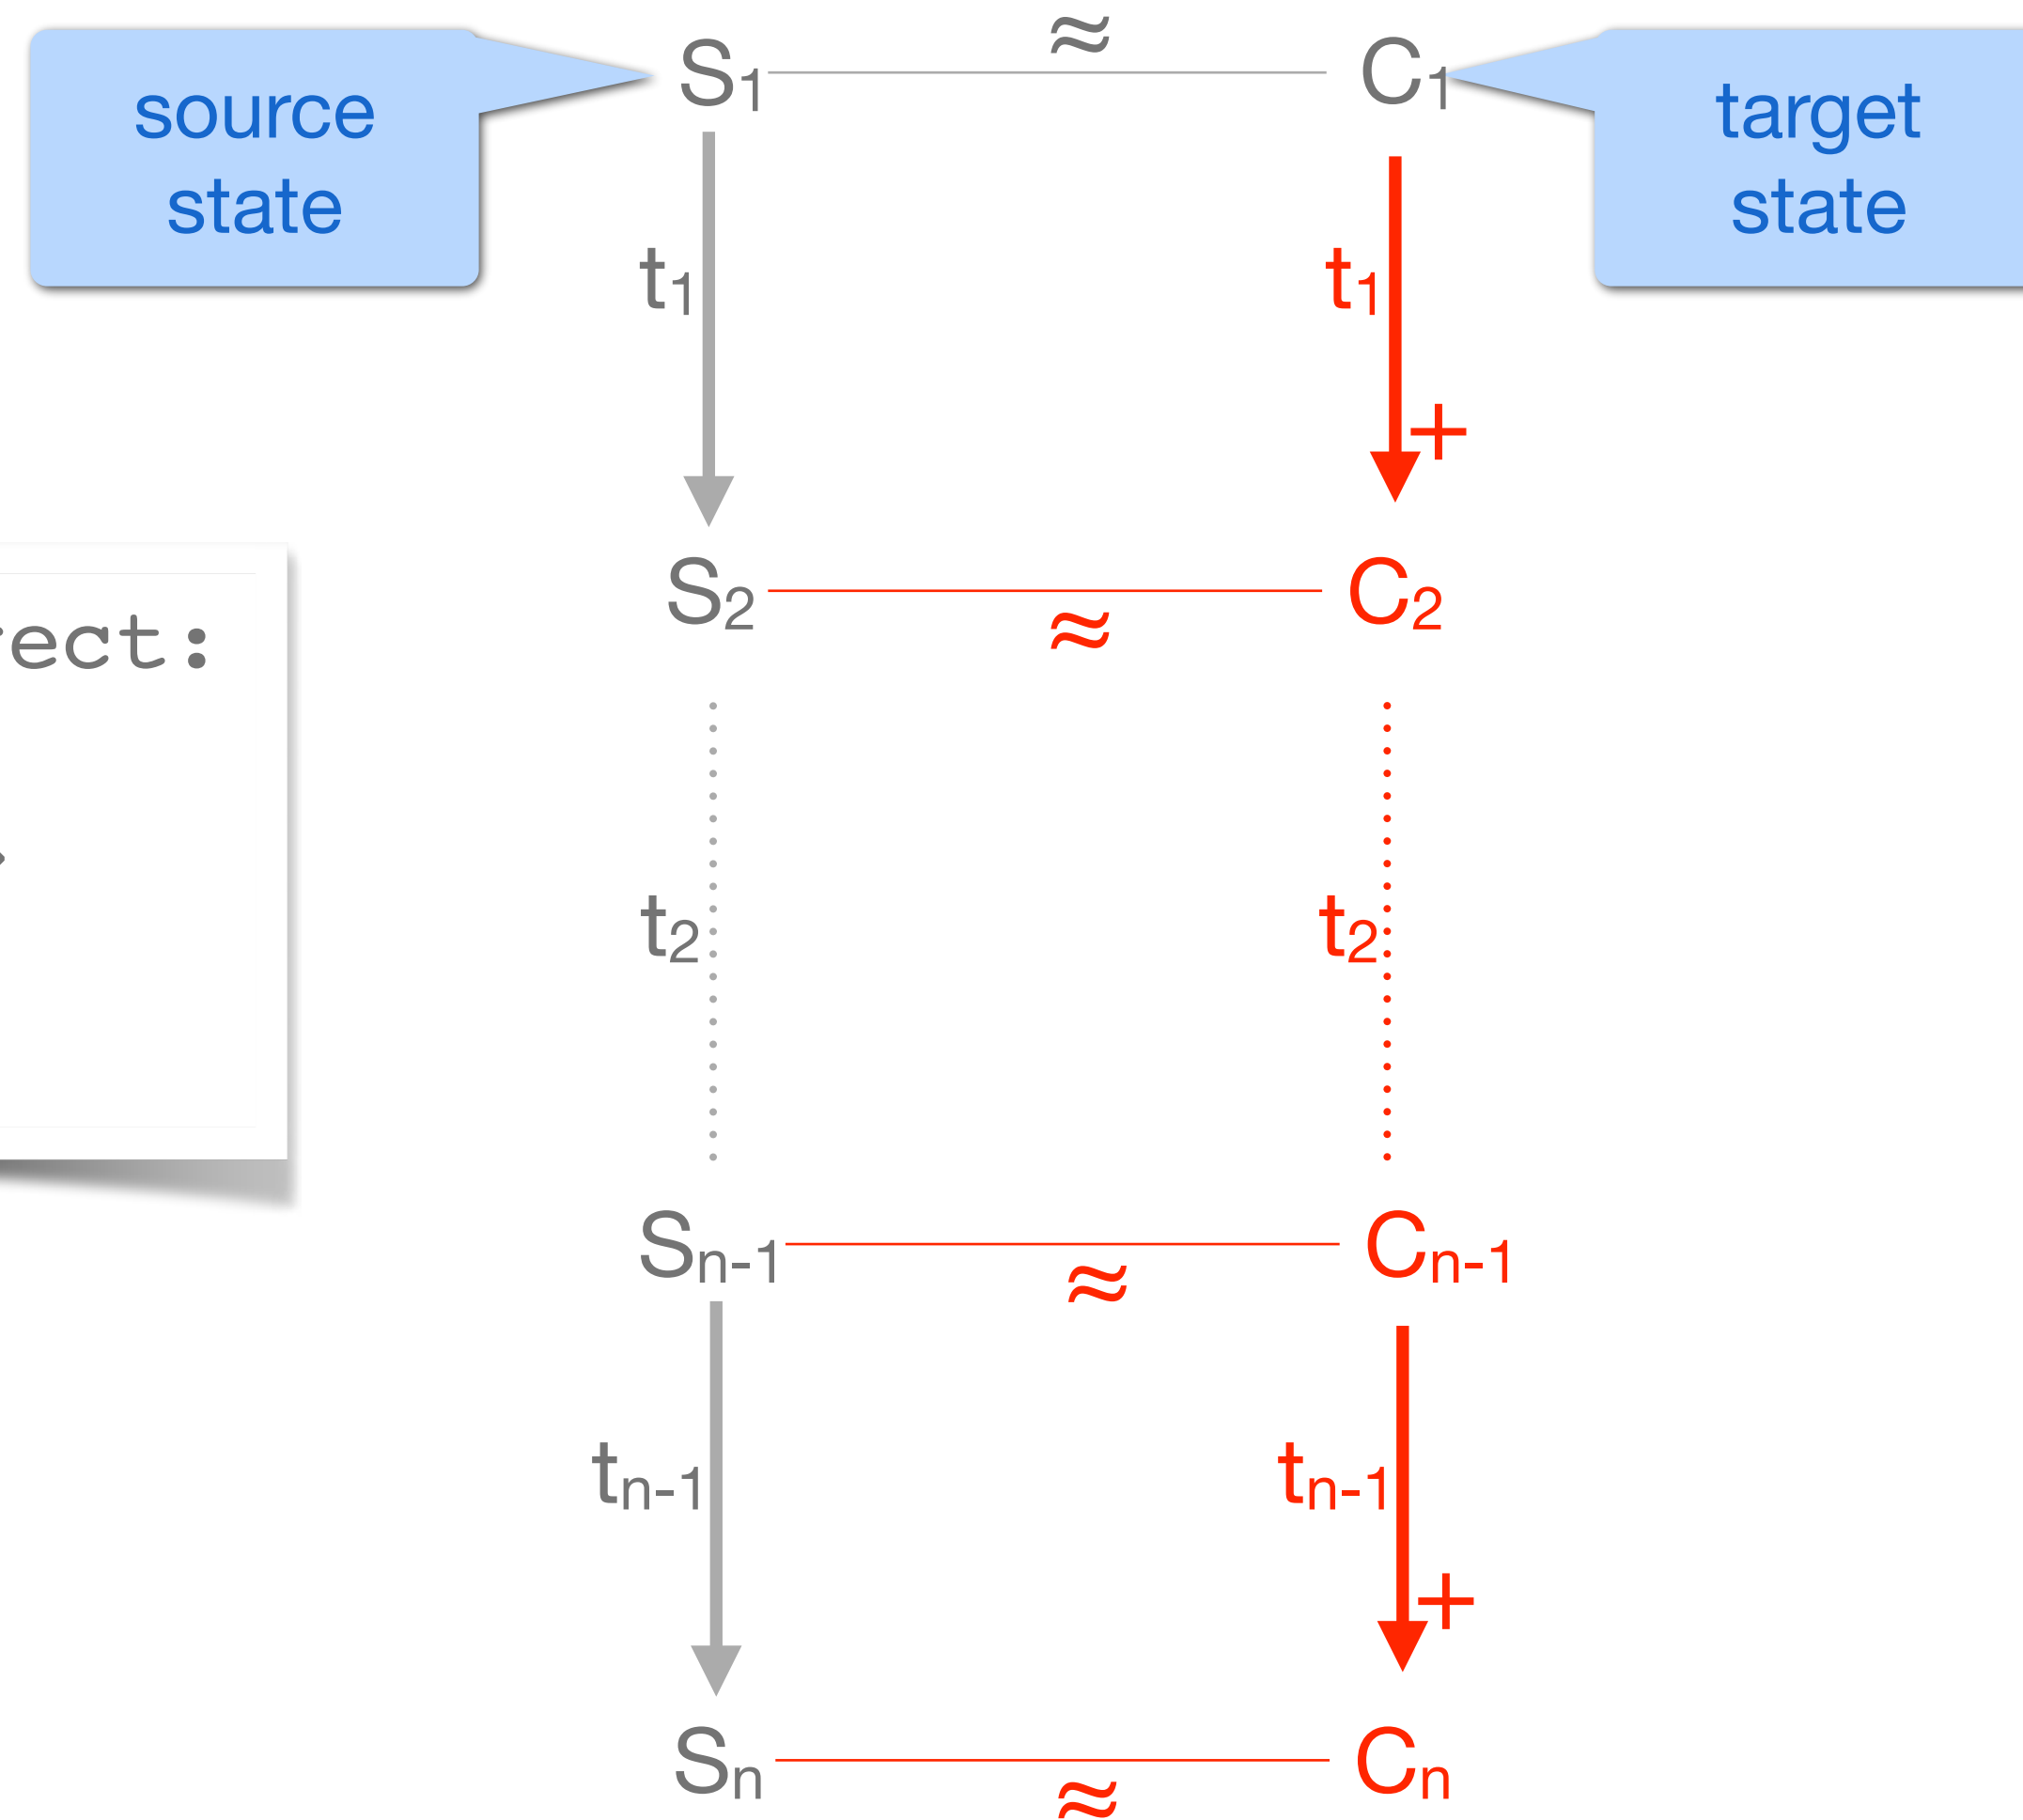 ≈
source
state
S₁
C₁
target
state
t₁
t₁
+
S₂
C₂
≈
ect:
t₂
t₂
Sₙ₋₁
Cₙ₋₁
≈
tₙ₋₁
tₙ₋₁
+
Sₙ
Cₙ
≈